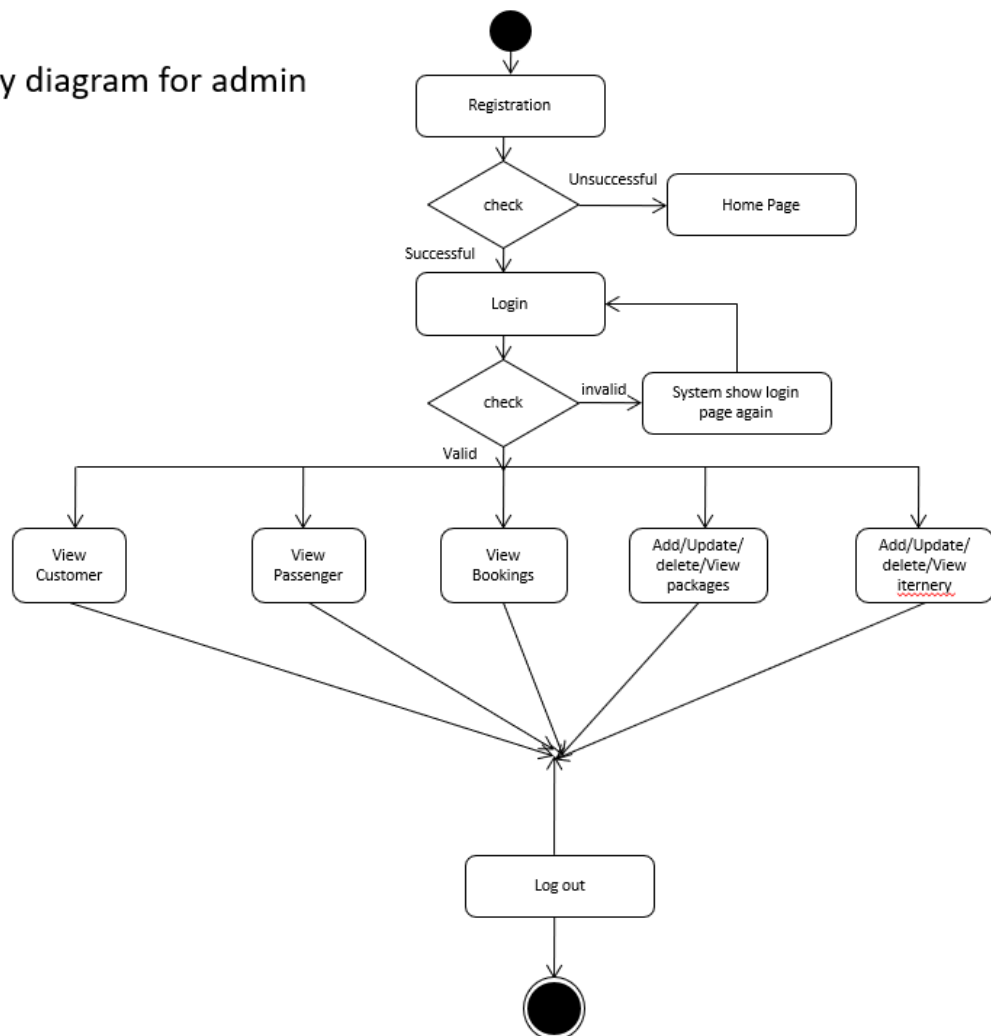 y diagram for admin
Registration
check
Unsuccessful
Home Page
Successful
Login
check
invalid
System show login
page again
Valid
View
Customer
View
Passenger
View
Bookings
Add/Update/
delete/View
packages
Add/Update/
delete/View
iternery
Log out